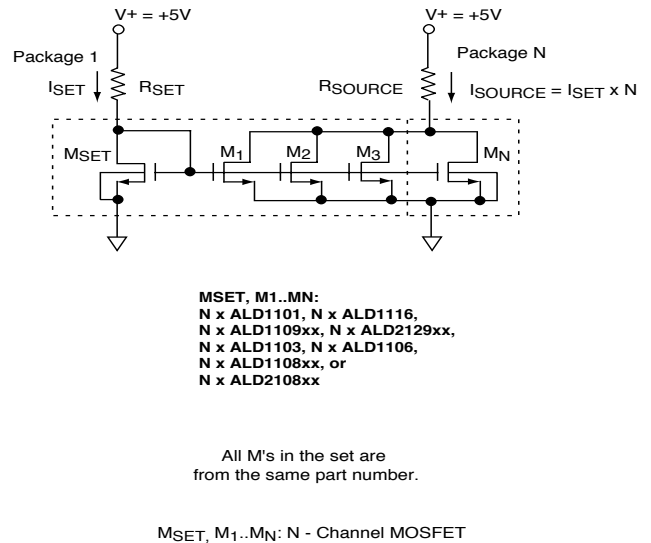 V+ = +5V
V+ = +5V
Package 1
Package N
ISET
RSET
RSOURCE
ISOURCE = ISET x N
MSET
M1
M2
M3
MN
MSET, M1..MN:
N x ALD1101, N x ALD1116,
N x ALD1109xx, N x ALD2129xx,
N x ALD1103, N x ALD1106,
N x ALD1108xx, or
N x ALD2108xx
All M's in the set are
from the same part number.
MSET, M1..MN: N - Channel MOSFET